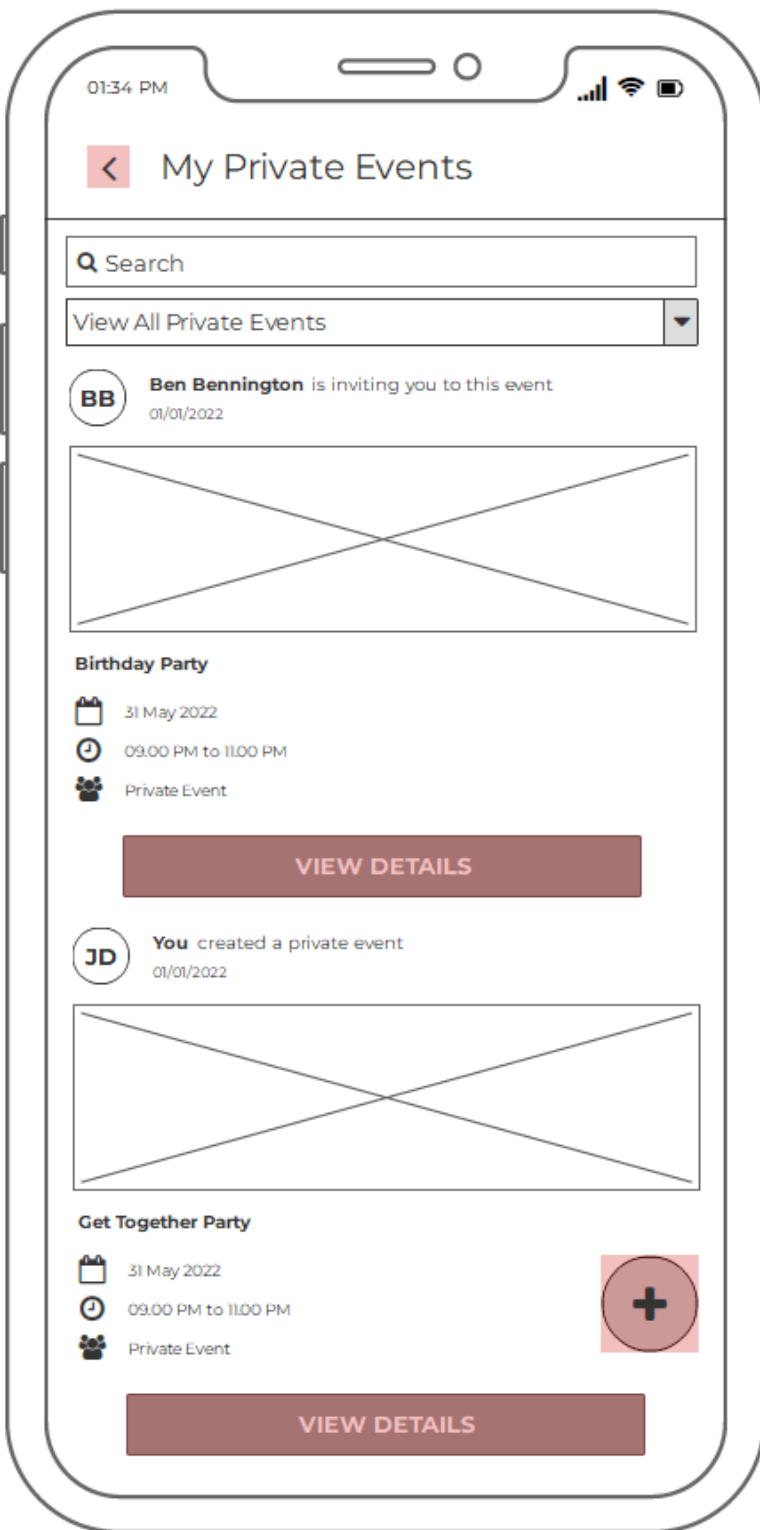 01:34 PM
My Private Events
Search
View All Private Events
BB
Ben Bennington is inviting you to this event
01/01/2022
Birthday Party
31 May 2022
09.00 PM to 11.00 PM
Private Event
VIEW DETAILS
JD
You created a private event
01/01/2022
Get Together Party
31 May 2022
09.00 PM to 11.00 PM
Private Event
VIEW DETAILS